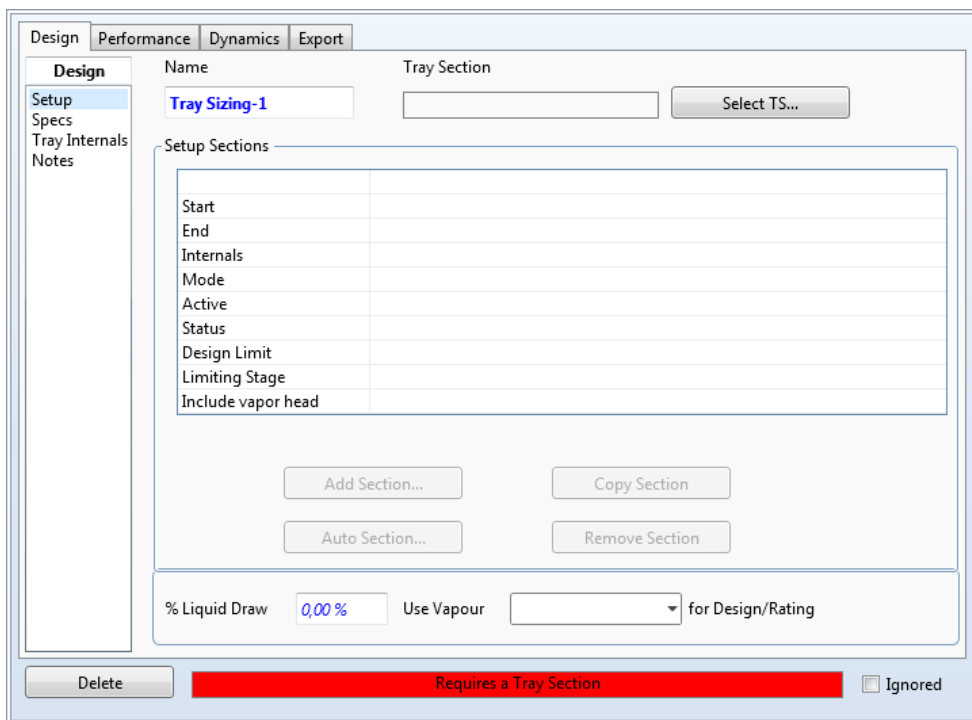 Design Performance Dynamics Export
Design
Setup
Specs
Tray Internals
Notes
Name Tray Section
Tray Sizing-1 Select TS...
Setup Sections
Start
End
Internals
Mode
Active
Status
Design Limit
Limiting Stage
Include vapor head
Add Section... Copy Section
Auto Section... Remove Section
% Liquid Draw 0,00 % Use Vapour for Design/Rating
Delete Requires a Tray Section Ignored